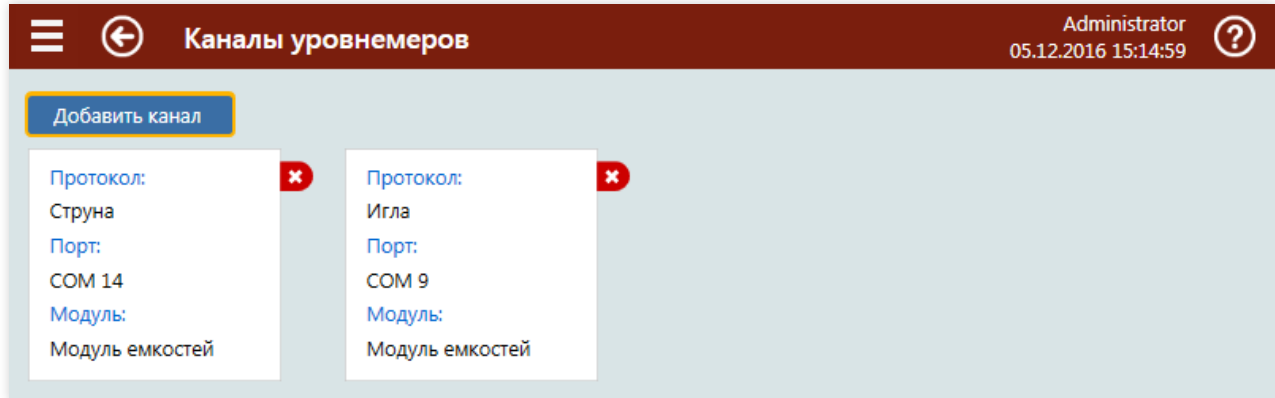 Каналы уровнемеров
Administrator
05.12.2016 15:14:59
Добавить канал
Протокол:
Струна
Порт:
COM 14
Модуль:
Модуль емкостей
Протокол:
Игла
Порт:
COM 9
Модуль:
Модуль емкостей